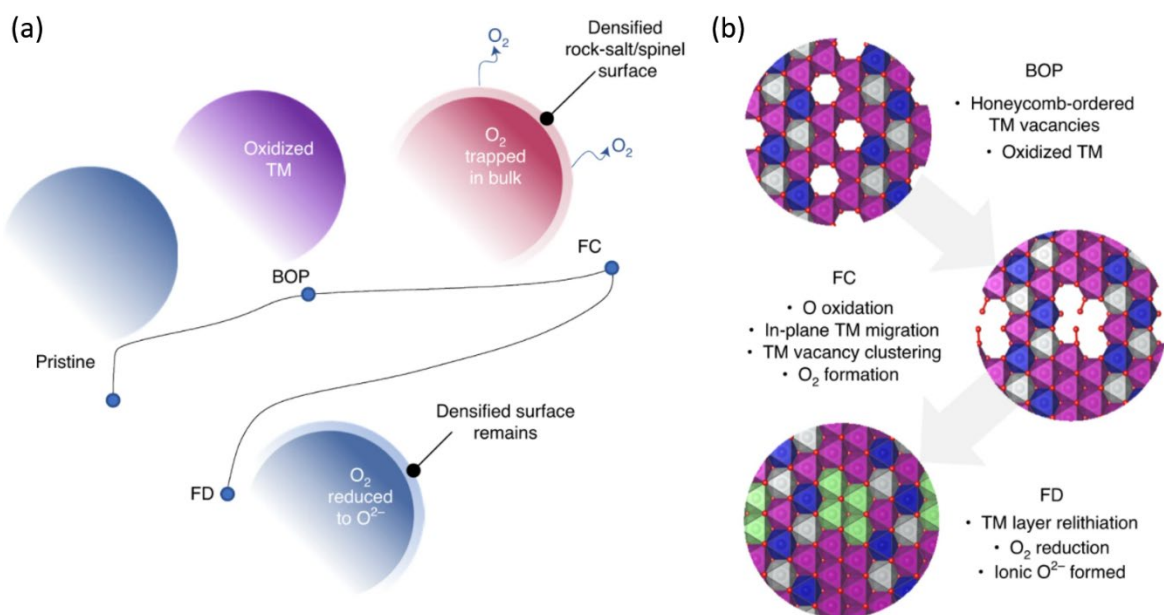 (a)
O₂
Densified
rock-salt/spinel
surface
Oxidized
TM
O₂
trapped
in bulk
O₂
FC
BOP
Pristine
Densified surface
remains
FD
O₂
reduced
to O²⁻
(b)
BOP
• Honeycomb-ordered
TM vacancies
• Oxidized TM
FC
• O oxidation
• In-plane TM migration
• TM vacancy clustering
• O₂ formation
FD
• TM layer relithiation
• O₂ reduction
• Ionic O²⁻ formed